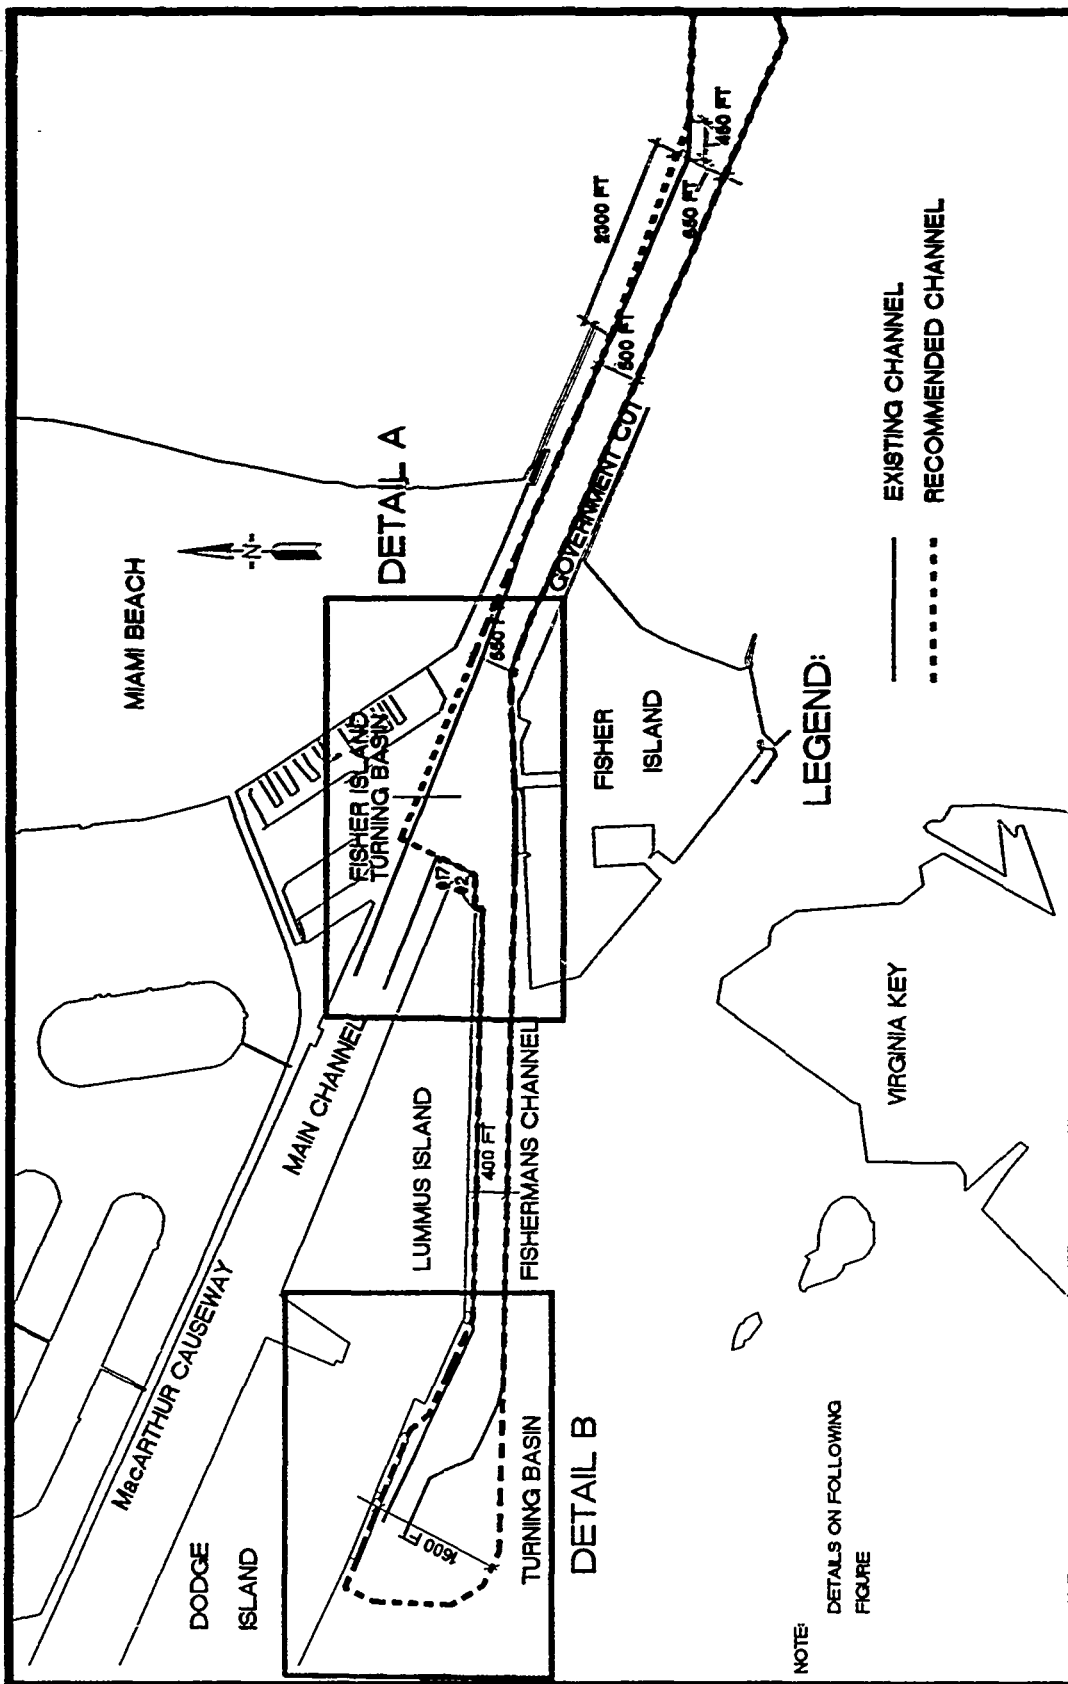 MIAMI BEACH
N
DETAIL A
2300 FT
450 FT
650 FT
500 FT
GOVERNMENT CUT
FISHER ISLAND
TURNING BASIN
FISHER
ISLAND
MAIN CHANNEL
LUMMUS ISLAND
400 FT
FISHERMANS CHANNEL
MacARTHUR CAUSEWAY
DODGE
ISLAND
1600 FT
TURNING BASIN
DETAIL B
VIRGINIA KEY
LEGEND:
EXISTING CHANNEL
RECOMMENDED CHANNEL
NOTE:
DETAILS ON FOLLOWING
FIGURE